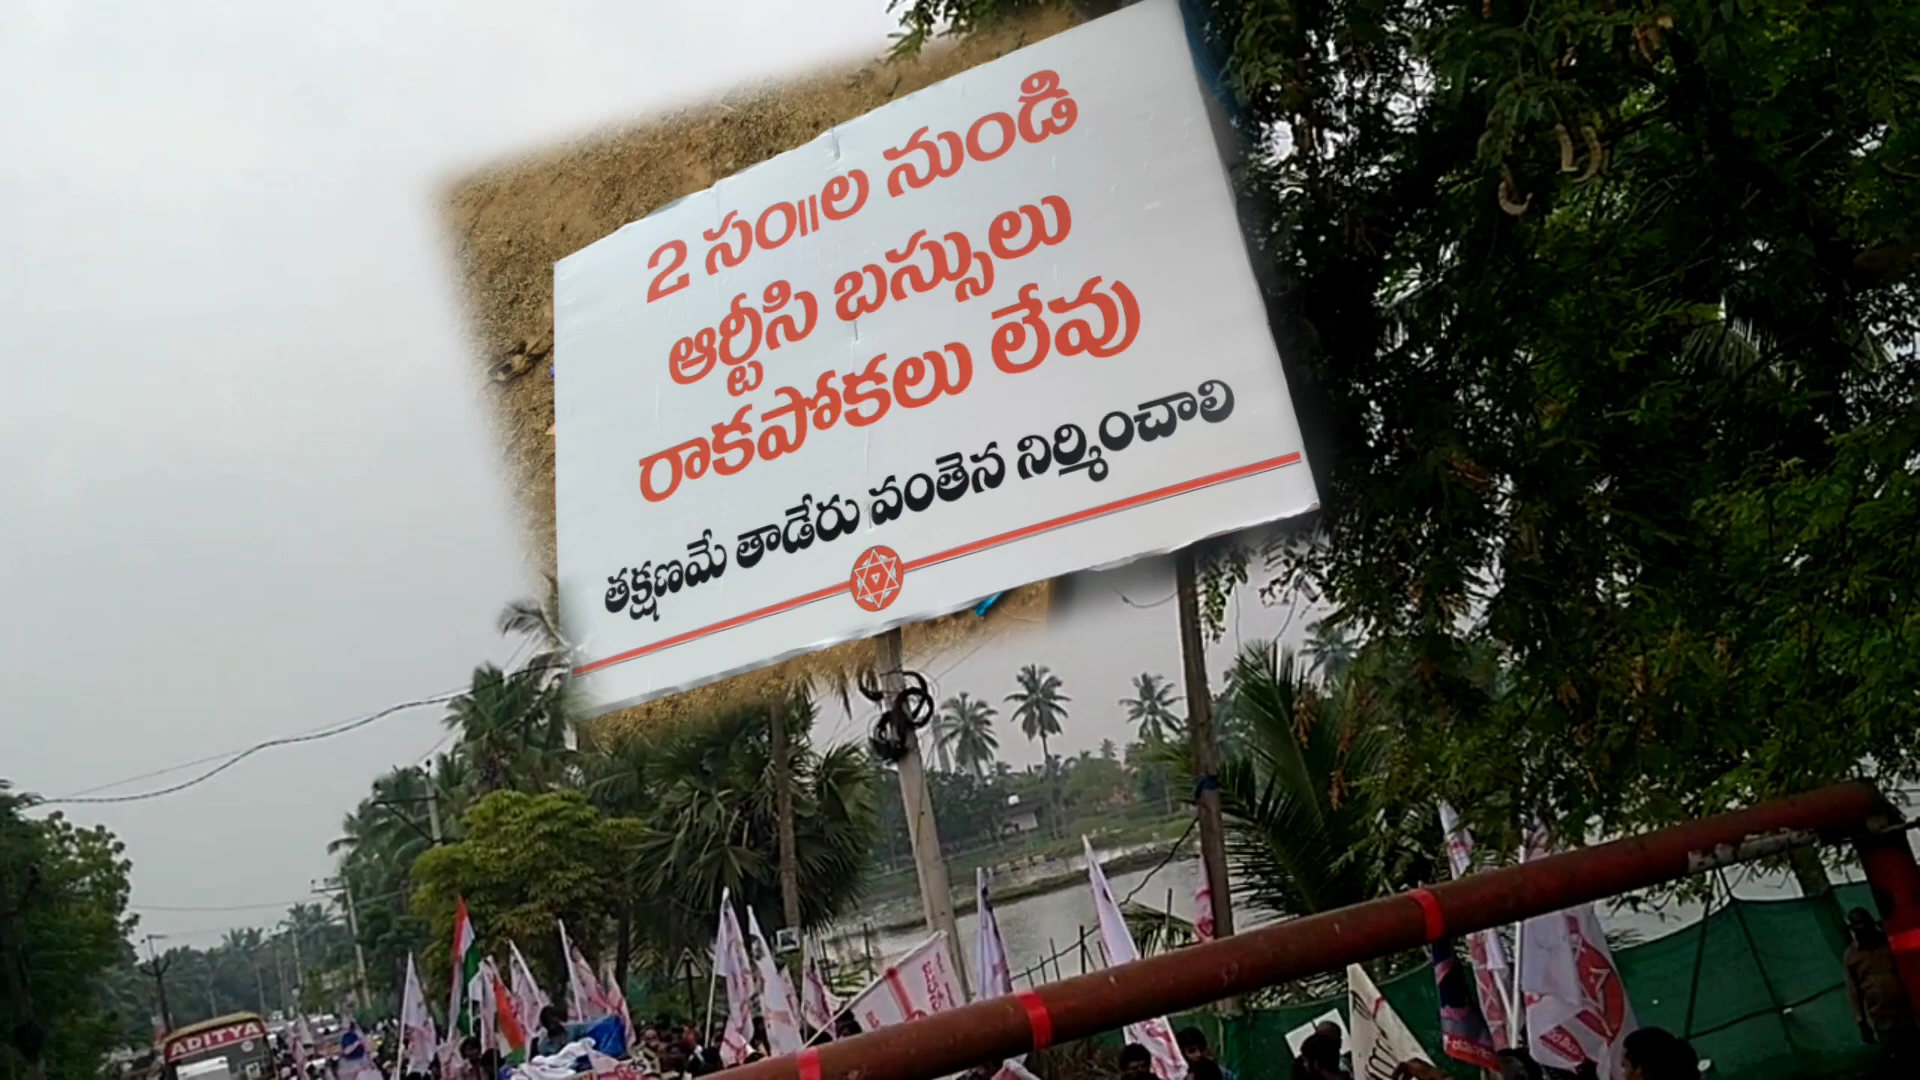 2 సం॥ల నుండి
ఆర్టీసి బస్సులు
రాకపోకలు లేవు
తక్షణమే తాడేరు వంతెన నిర్మించాలి
ADITYA